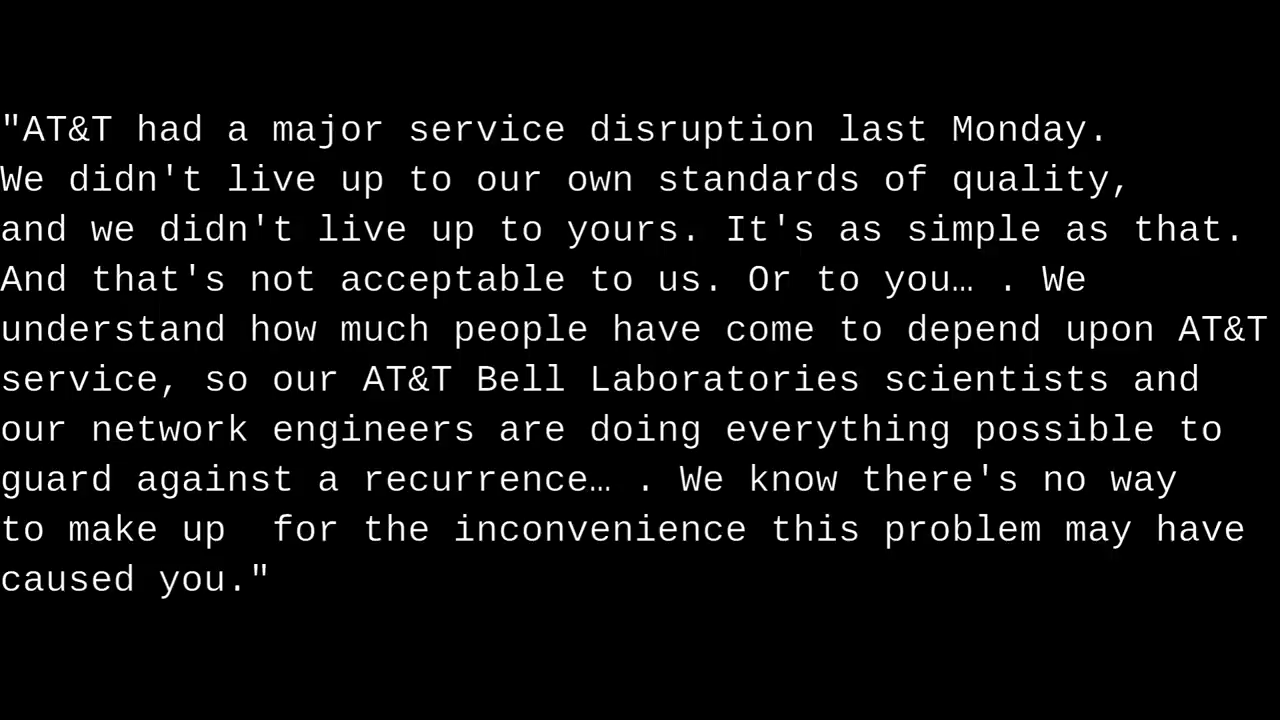 "AT&T had a major service disruption last Monday.
We didn't live up to our own standards of quality,
and we didn't live up to yours. It's as simple as that.
And that's not acceptable to us. Or to you… . We
understand how much people have come to depend upon AT&T
service, so our AT&T Bell Laboratories scientists and
our network engineers are doing everything possible to
guard against a recurrence… . We know there's no way
to make up  for the inconvenience this problem may have
caused you."